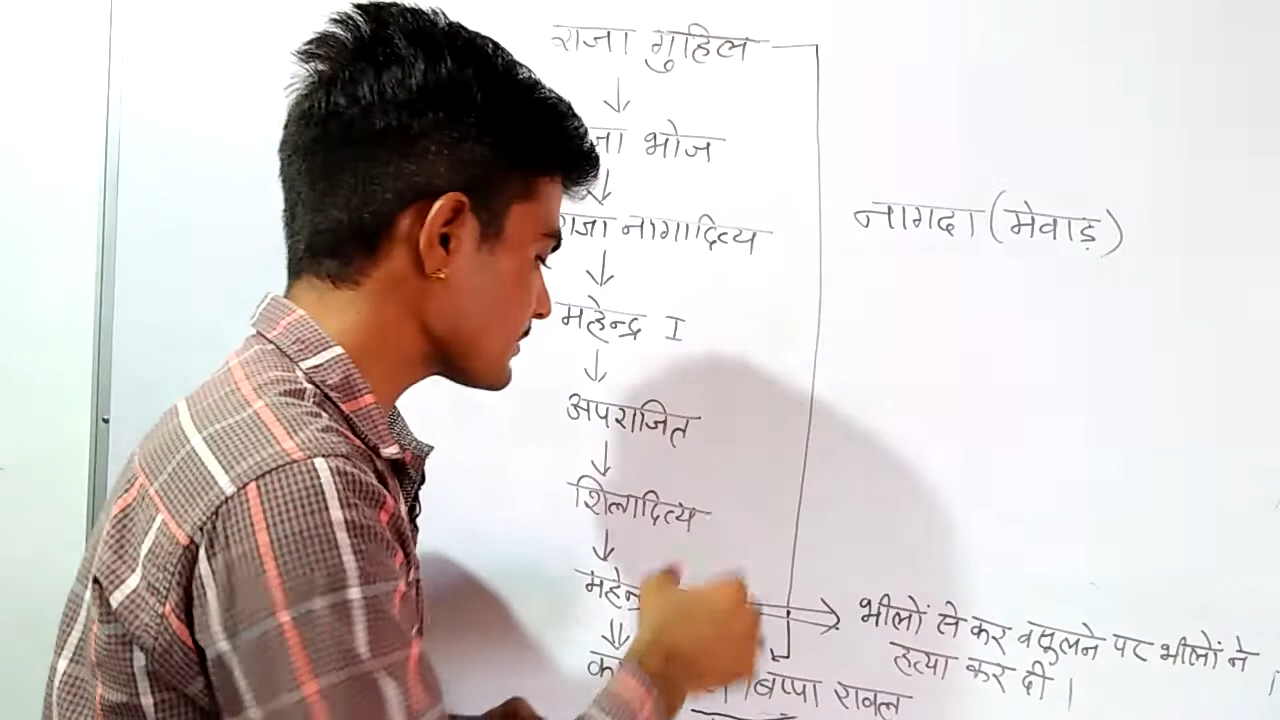 राजा गुहिल
भोज
राजा नागादित्य
नागदा (मेवाड़)
महेन्द्र I
अपराजित
शिलादित्य
भीलों से कर वसुलने पर भीलों ने
हत्या कर दी।
बप्पा रावल